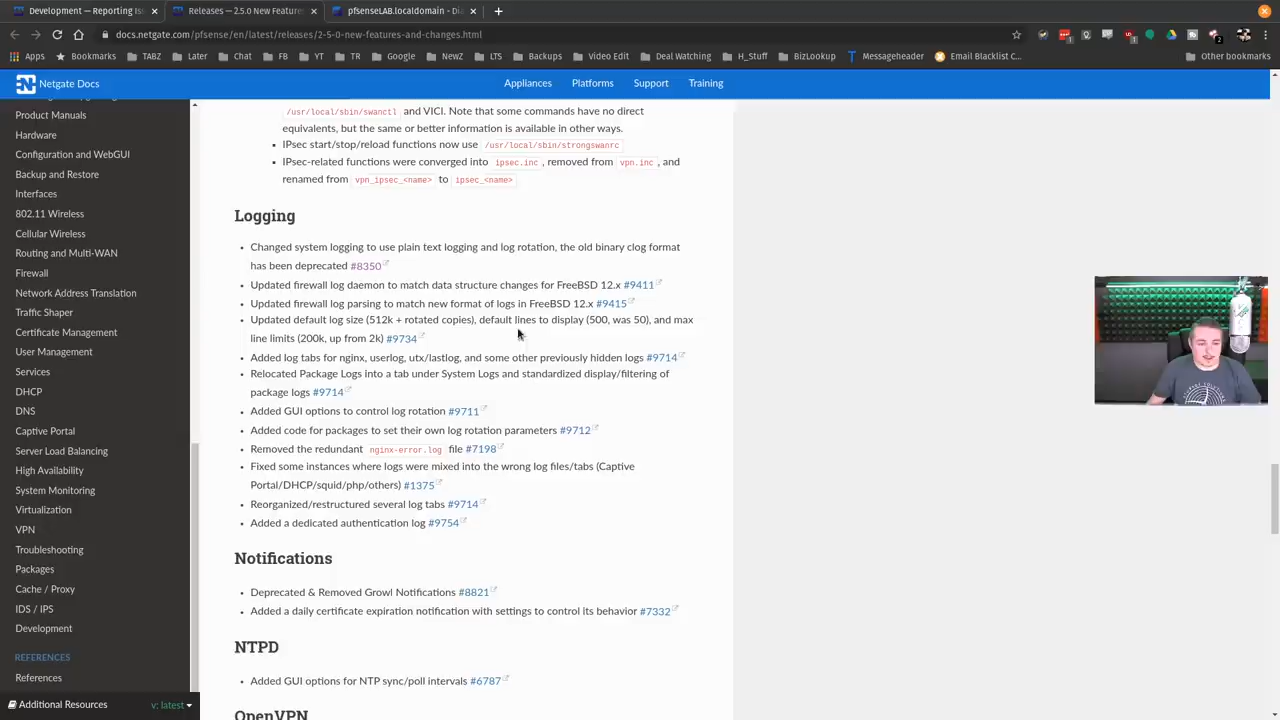 Development — Reporting Iss
Releases — 2.5.0 New Feature
pfsenseLAB.localdomain - Dia
docs.netgate.com/pfsense/en/latest/releases/2-5-0-new-features-and-changes.html
Apps
Bookmarks
TABZ
Later
Chat
FB
YT
TR
Google
NewZ
LTS
Backups
Video Edit
Deal Watching
H_Stuff
BizLookup
Messageheader
Email Blacklist C...
Other bookmarks
Netgate Docs
Appliances
Platforms
Support
Training
Product Manuals
Hardware
Configuration and WebGUI
Backup and Restore
Interfaces
802.11 Wireless
Cellular Wireless
Routing and Multi-WAN
Firewall
Network Address Translation
Traffic Shaper
Certificate Management
User Management
Services
DHCP
DNS
Captive Portal
Server Load Balancing
High Availability
System Monitoring
Virtualization
VPN
Troubleshooting
Packages
Cache / Proxy
IDS / IPS
Development
REFERENCES
References
Additional Resources
v: latest
/usr/local/sbin/swanctl and VICI. Note that some commands have no direct
equivalents, but the same or better information is available in other ways.
IPsec start/stop/reload functions now use /usr/local/sbin/strongswanrc
IPsec-related functions were converged into ipsec.inc, removed from vpn.inc, and
renamed from vpn_ipsec_<name> to ipsec_<name>
Logging
Changed system logging to use plain text logging and log rotation, the old binary clog format
has been deprecated #8350
Updated firewall log daemon to match data structure changes for FreeBSD 12.x #9411
Updated firewall log parsing to match new format of logs in FreeBSD 12.x #9415
Updated default log size (512k + rotated copies), default lines to display (500, was 50), and max
line limits (200k, up from 2k) #9734
Added log tabs for nginx, userlog, utx/lastlog, and some other previously hidden logs #9714
Relocated Package Logs into a tab under System Logs and standardized display/filtering of
package logs #9714
Added GUI options to control log rotation #9711
Added code for packages to set their own log rotation parameters #9712
Removed the redundant nginx-error.log file #7198
Fixed some instances where logs were mixed into the wrong log files/tabs (Captive
Portal/DHCP/squid/php/others) #1375
Reorganized/restructured several log tabs #9714
Added a dedicated authentication log #9754
Notifications
Deprecated & Removed Growl Notifications #8821
Added a daily certificate expiration notification with settings to control its behavior #7332
NTPD
Added GUI options for NTP sync/poll intervals #6787
OpenVPN